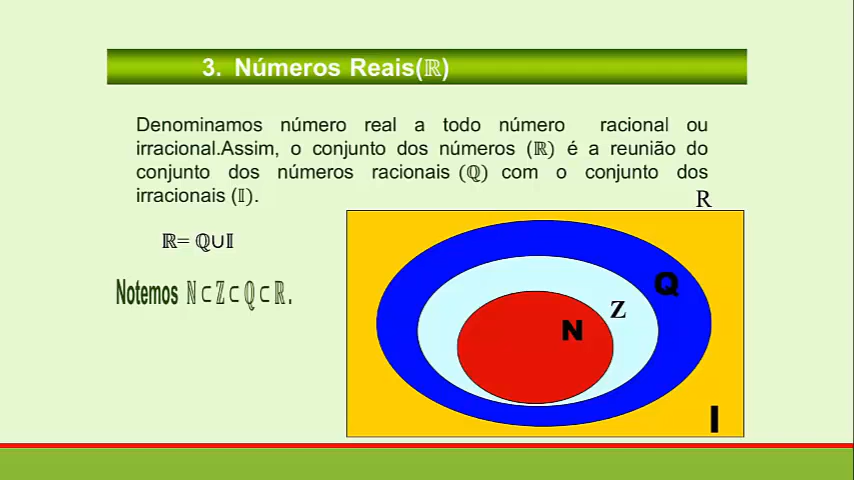 3. Números Reais(ℝ)
Denominamos número real a todo número racional ou
irracional.Assim, o conjunto dos números (ℝ) é a reunião do
conjunto dos números racionais (ℚ) com o conjunto dos
irracionais (𝕀).
R
ℝ= ℚ∪𝕀
Notemos ℕ⊂ℤ⊂ℚ⊂ℝ.
Q
Z
N
I